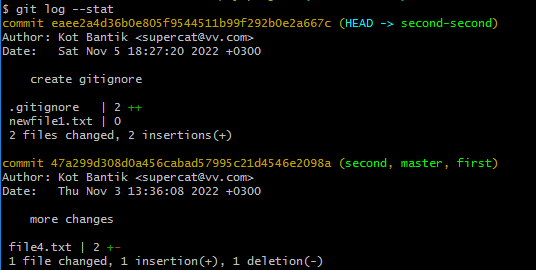 $ git log --stat
commit eaee2a4d36b0e805f9544511b99f292b0e2a667c (HEAD -> second-second)
Author: Kot Bantik <supercat@vv.com>
Date:   Sat Nov 5 18:27:20 2022 +0300
    create gitignore
 .gitignore   | 2 ++
 newfile1.txt | 0
 2 files changed, 2 insertions(+)
commit 47a299d308d0a456cabad57995c21d4546e2098a (second, master, first)
Author: Kot Bantik <supercat@vv.com>
Date:   Thu Nov 3 13:36:08 2022 +0300
    more changes
 file4.txt | 2 +-
 1 file changed, 1 insertion(+), 1 deletion(-)